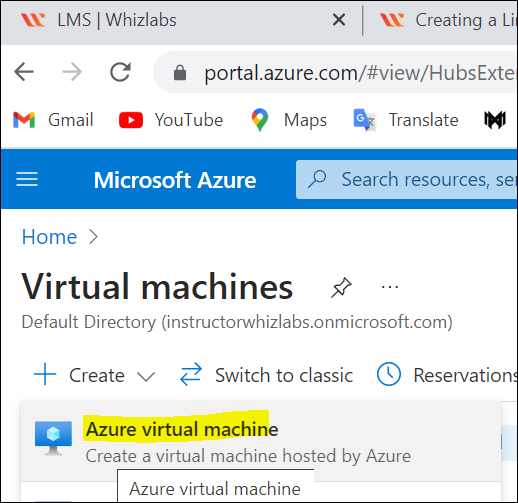 LMS | Whizlabs
Creating a Li
portal.azure.com/#view/HubsExter
Gmail YouTube Maps Translate
Microsoft Azure
Search resources, ser
Home
Virtual machines
Default Directory (instructorwhizlabs.onmicrosoft.com)
Create Switch to classic Reservations
Azure virtual machine
Create a virtual machine hosted by Azure
Azure virtual machine